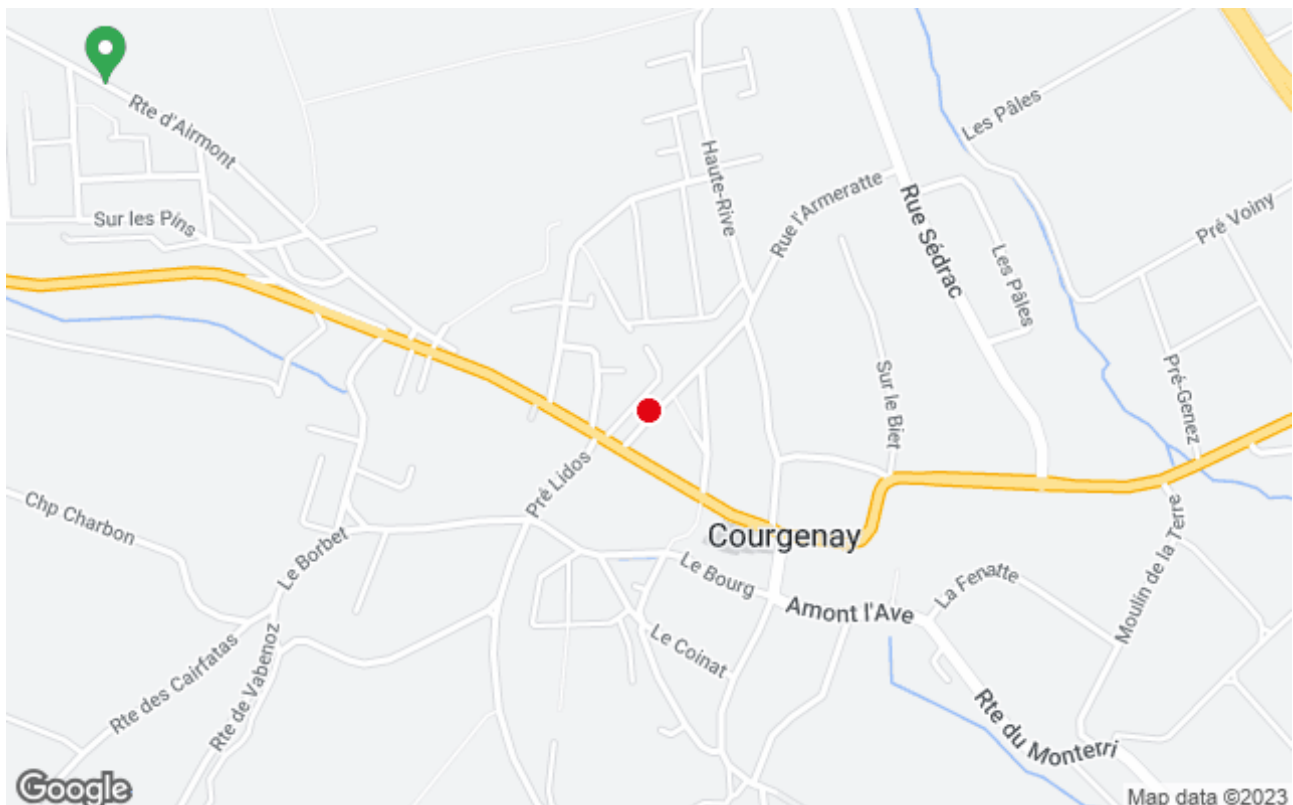 Rte d'Airmont
Les Pâles
Haute-Rive
Rue l'Armeratte
Sur les Pins
Rue Sédrac
Pré Voiny
Les Pâles
Sur le Bier
Pré-Genez
Pré Lidos
Chp Charbon
Courgenay
Le Borbet
Le Bourg
Amont l'Ave
La Fenatte
Moulin de la Terre
Le Coinat
Rte des Cairfatas
Rte de Vabenoz
Rte du Monterri
Google
Map data ©2023